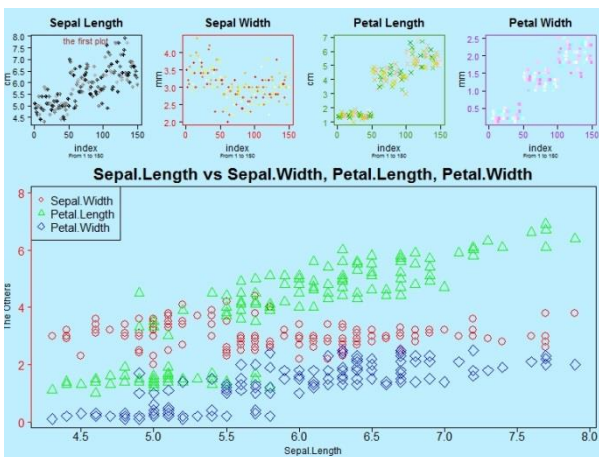 Sepal Length
Sepal Width
Petal Length
Petal Width
8.0
7.5
7.0
6.5
6.0
5.5
5.0
4.5
cm
the first plot
0
50
100
150
index
From 1 to 160
4.0
3.5
3.0
2.5
2.0
mm
0
50
100
150
index
From 1 to 160
7
6
5
4
3
2
1
cm
0
50
100
150
index
From 1 to 160
2.5
2.0
1.5
1.0
0.5
mm
0
50
100
150
index
From 1 to 160
Sepal.Length vs Sepal.Width, Petal.Length, Petal.Width
Sepal.Width
Petal.Length
Petal.Width
8
6
4
2
0
The Others
4.5
5.0
5.5
6.0
6.5
7.0
7.5
8.0
Sepal.Length